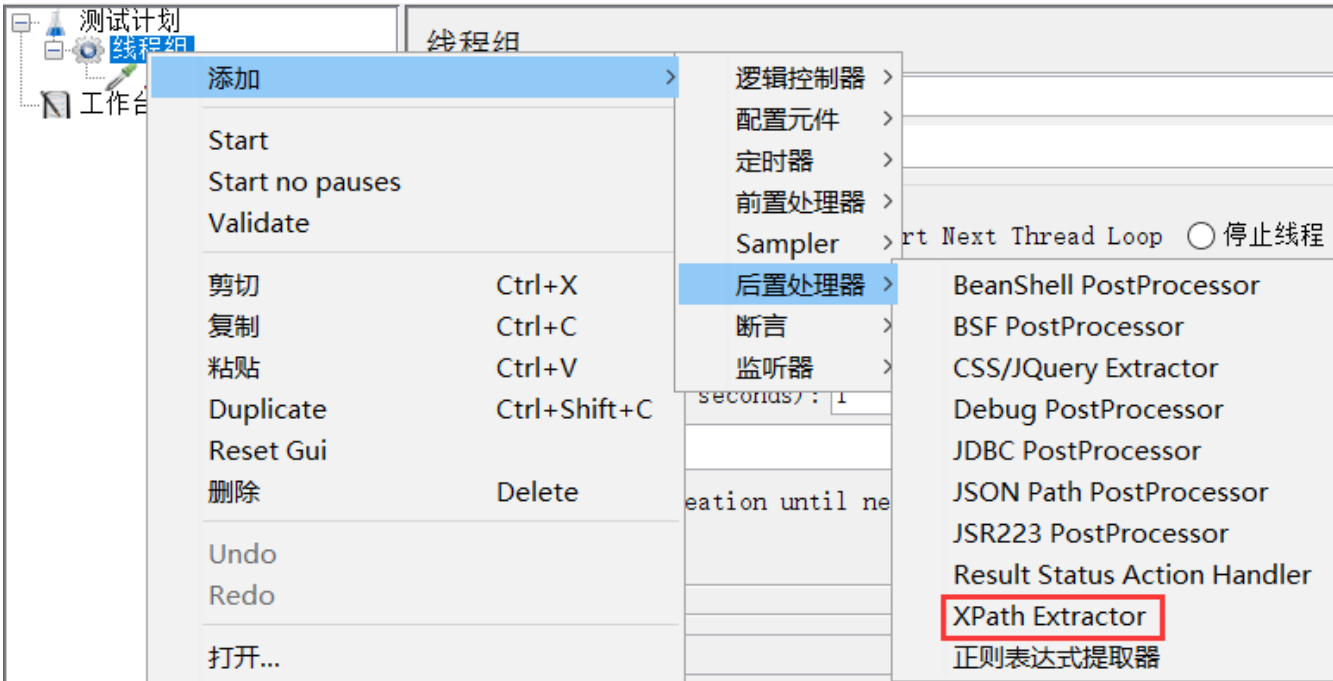 测试计划
线程组
工作台
线程组
添加
Start
Start no pauses
Validate
剪切 Ctrl+X
复制 Ctrl+C
粘贴 Ctrl+V
Duplicate Ctrl+Shift+C
Reset Gui
删除 Delete
Undo
Redo
打开...
逻辑控制器
配置元件
定时器
前置处理器
Sampler
后置处理器
断言
监听器
rt Next Thread Loop 停止线程
seconds): 1
eation until ne
BeanShell PostProcessor
BSF PostProcessor
CSS/JQuery Extractor
Debug PostProcessor
JDBC PostProcessor
JSON Path PostProcessor
JSR223 PostProcessor
Result Status Action Handler
XPath Extractor
正则表达式提取器